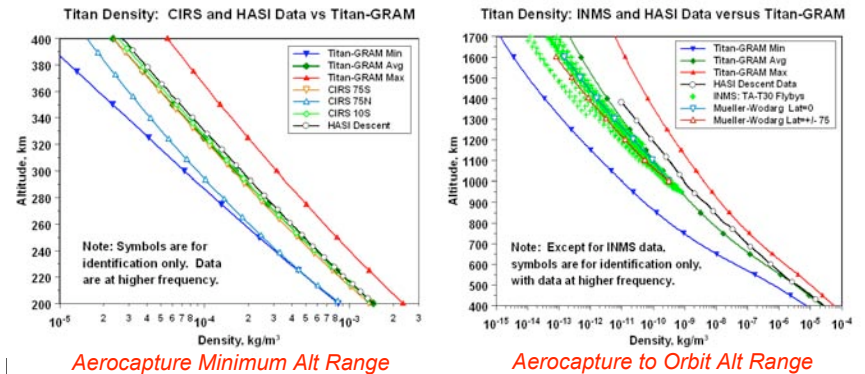 Titan Density: CIRS and HASI Data vs Titan-GRAM
400
380
360
340
320
300
280
260
240
220
200
Altitude, km
Titan-GRAM Min
Titan-GRAM Avg
Titan-GRAM Max
CIRS 75S
CIRS 75N
CIRS 10S
HASI Descent
Note: Symbols are for
identification only. Data
are at higher frequency.
10-5 2 3 4 5 6 7 8 10-4 2 3 4 5 6 7 8 10-3 2 3
Density, kg/m3
Aerocapture Minimum Alt Range
Titan Density: INMS and HASI Data versus Titan-GRAM
1700
1600
1500
1400
1300
1200
1100
1000
900
800
700
600
500
400
Altitude, km
Titan-GRAM Min
Titan-GRAM Avg
Titan-GRAM Max
HASI Descent Data
INMS: TA-T30 Flybys
Mueller-Wodarg Lat=0
Mueller-Wodarg Lat=+/- 75
Note: Except for INMS data,
symbols are for identification only,
with data at higher frequency.
10-15 10-14 10-13 10-12 10-11 10-10 10-9 10-8 10-7 10-6 10-5 10-4
Density, kg/m3
Aerocapture to Orbit Alt Range